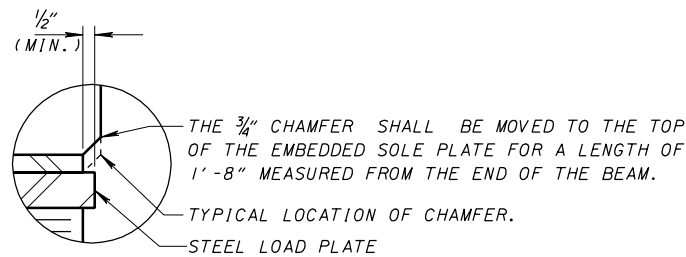 ½"
(MIN.)
THE ¾" CHAMFER SHALL BE MOVED TO THE TOP
OF THE EMBEDDED SOLE PLATE FOR A LENGTH OF
1'-8" MEASURED FROM THE END OF THE BEAM.
TYPICAL LOCATION OF CHAMFER.
STEEL LOAD PLATE